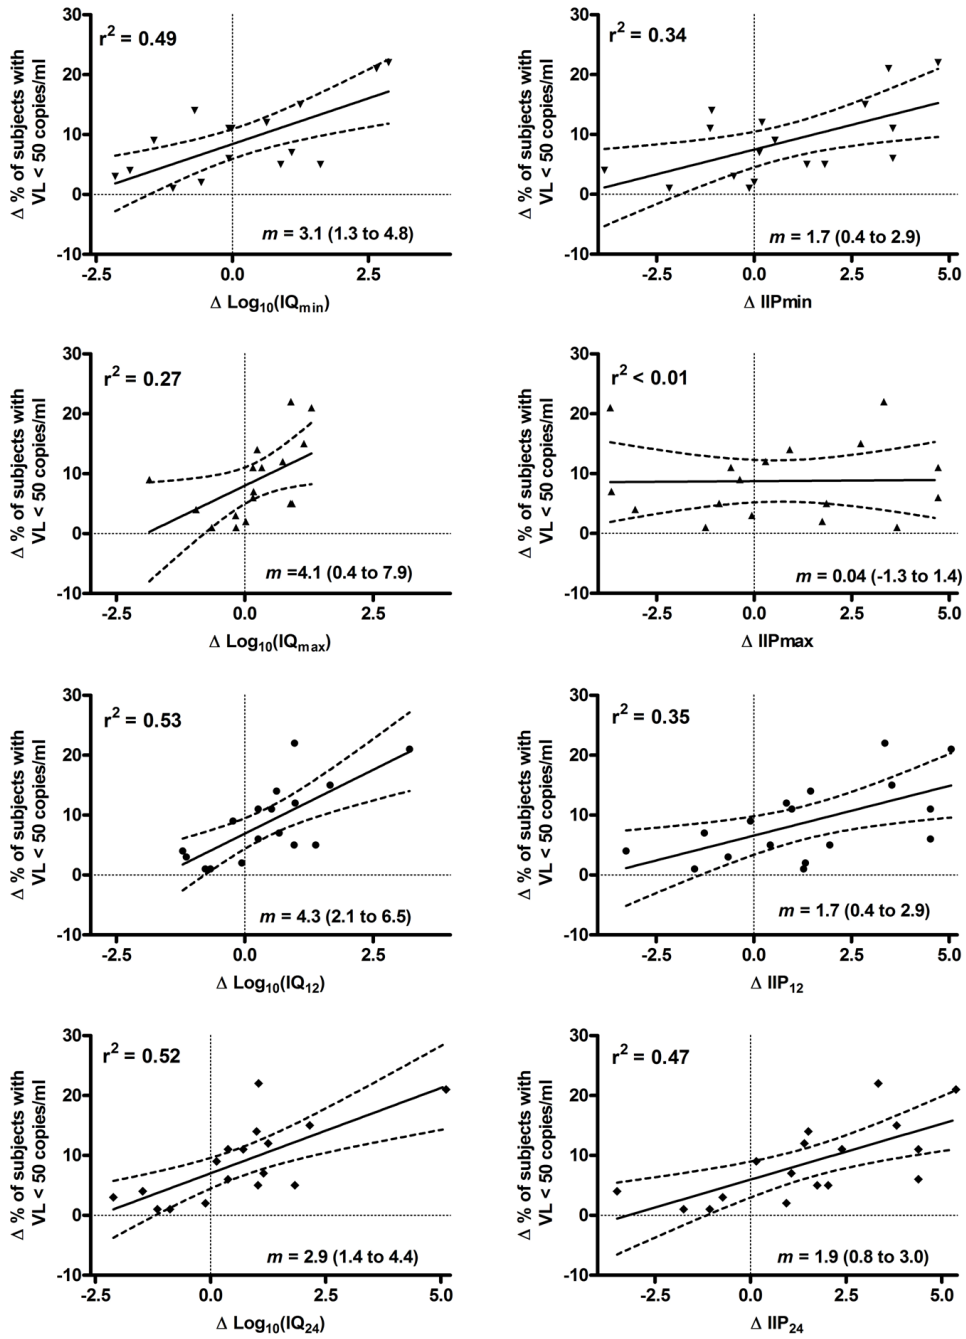 30
20
10
0
-10
Δ % of subjects with
VL < 50 copies/ml
r² = 0.49
m = 3.1 (1.3 to 4.8)
-2.5 0.0 2.5
Δ Log₁₀(IQmin)
30
20
10
0
-10
Δ % of subjects with
VL < 50 copies/ml
r² = 0.34
m = 1.7 (0.4 to 2.9)
-2.5 0.0 2.5 5.0
Δ IIPmin
30
20
10
0
-10
Δ % of subjects with
VL < 50 copies/ml
r² = 0.27
m =4.1 (0.4 to 7.9)
-2.5 0.0 2.5
Δ Log₁₀(IQmax)
30
20
10
0
-10
Δ % of subjects with
VL < 50 copies/ml
r² < 0.01
m = 0.04 (-1.3 to 1.4)
-2.5 0.0 2.5 5.0
Δ IIPmax
30
20
10
0
-10
Δ % of subjects with
VL < 50 copies/ml
r² = 0.53
m = 4.3 (2.1 to 6.5)
-2.5 0.0 2.5
Δ Log₁₀(IQ₁₂)
30
20
10
0
-10
Δ % of subjects with
VL < 50 copies/ml
r² = 0.35
m = 1.7 (0.4 to 2.9)
-2.5 0.0 2.5 5.0
Δ IIP₁₂
30
20
10
0
-10
Δ % of subjects with
VL < 50 copies/ml
r² = 0.52
m = 2.9 (1.4 to 4.4)
-2.5 0.0 2.5 5.0
Δ Log₁₀(IQ₂₄)
30
20
10
0
-10
Δ % of subjects with
VL < 50 copies/ml
r² = 0.47
m = 1.9 (0.8 to 3.0)
-2.5 0.0 2.5 5.0
Δ IIP₂₄